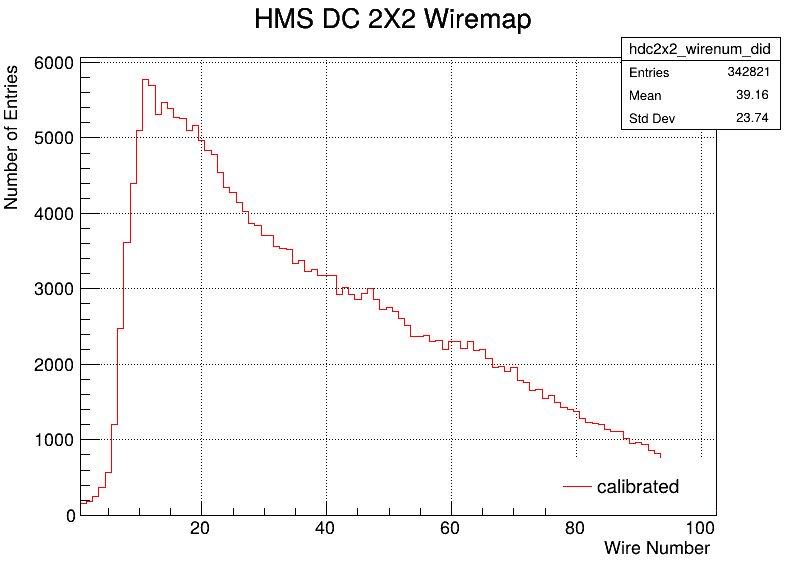 HMS DC 2X2 Wiremap
hdc2x2_wirenum_did
Entries 342821
Mean 39.16
Std Dev 23.74
Number of Entries
6000
5000
4000
3000
2000
1000
0
20 40 60 80 100
Wire Number
calibrated